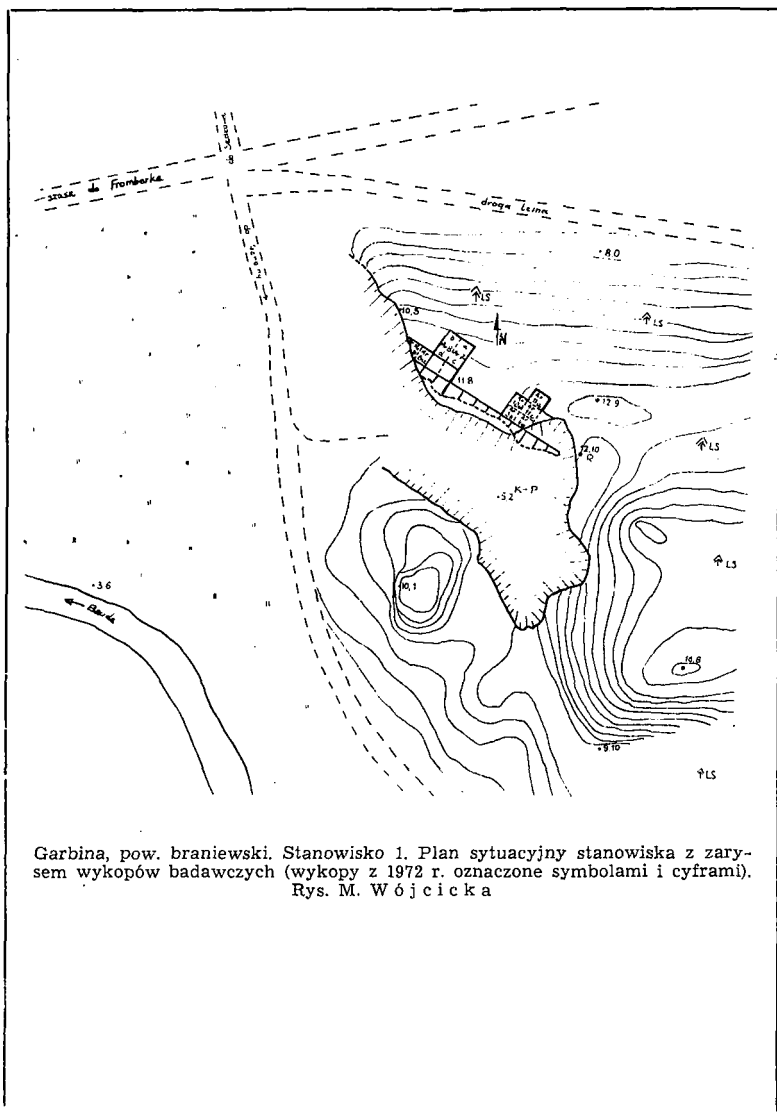 szosa do Fromborka
droga Leśna
8.0
LS
10,5
LS
N
11.8
12.9
12,10
LS
5.2 K-P
3.6
Bauda
10,1
LS
14,8
9.10
LS
Garbina, pow. braniewski. Stanowisko 1. Plan sytuacyjny stanowiska z zary-
sem wykopów badawczych (wykopy z 1972 r. oznaczone symbolami i cyframi).
Rys. M. Wójcicka